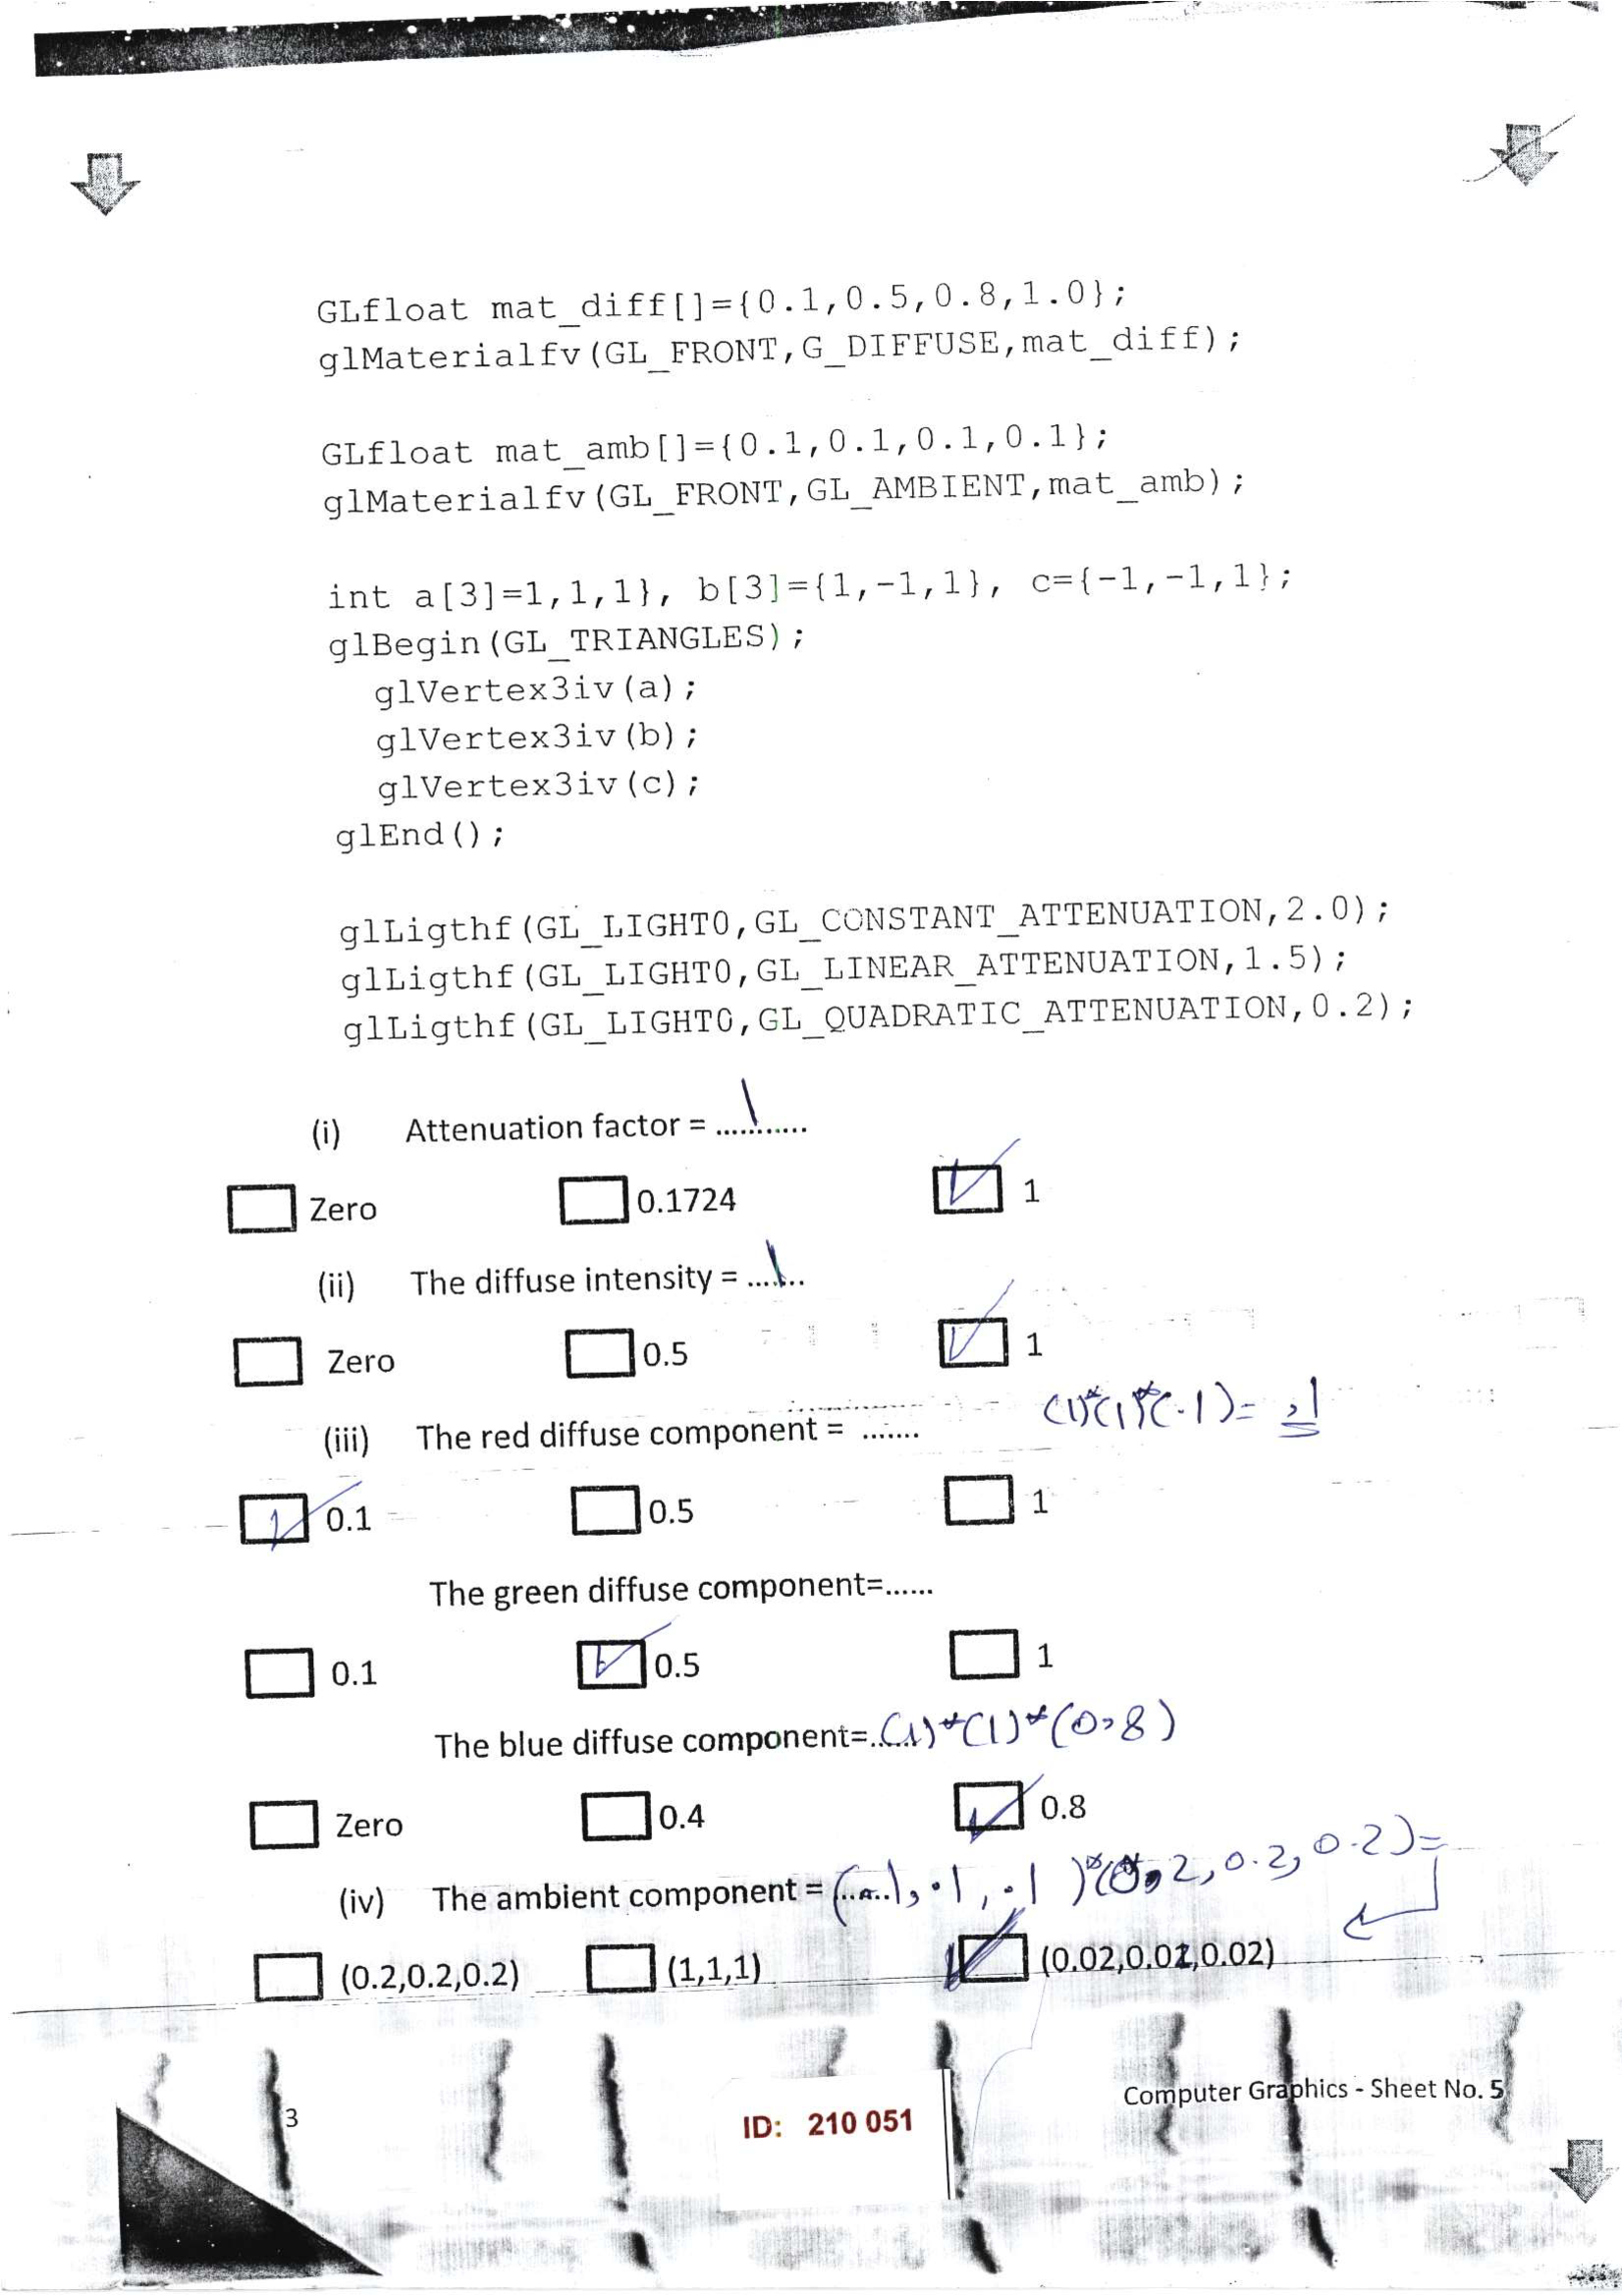 GLfloat mat_diff[]={0.1,0.5,0.8,1.0};
glMaterialfv(GL_FRONT,G_DIFFUSE,mat_diff);
GLfloat mat_amb[]={0.1,0.1,0.1,0.1};
glMaterialfv(GL_FRONT,GL_AMBIENT,mat_amb);
int a[3]=1,1,1}, b[3]={1,-1,1}, c={-1,-1,1};
glBegin(GL_TRIANGLES);
glVertex3iv(a);
glVertex3iv(b);
glVertex3iv(c);
glEnd();
glLigthf(GL_LIGHT0,GL_CONSTANT_ATTENUATION,2.0);
glLigthf(GL_LIGHT0,GL_LINEAR_ATTENUATION,1.5);
glLigthf(GL_LIGHT0,GL_QUADRATIC_ATTENUATION,0.2);
(i) Attenuation factor = ....1.......
Zero 0.1724 1
(ii) The diffuse intensity = ....1...
Zero 0.5 1
(iii) The red diffuse component = ....... (1)*(1)*(.1)= .1
0.1 0.5 1
The green diffuse component=......
0.1 0.5 1
The blue diffuse component=...... (1)*(1)*(0.8)
Zero 0.4 0.8
(iv) The ambient component = (.1, .1, .1)*(0.2, 0.2, 0.2)=
(0.2,0.2,0.2) (1,1,1) (0.02,0.02,0.02)
3
ID: 210 051
Computer Graphics - Sheet No. 5